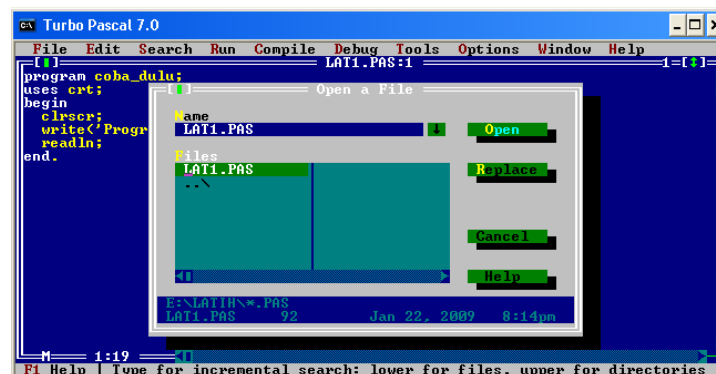 Turbo Pascal 7.0
File Edit Search Run Compile Debug Tools Options Window Help
LAT1.PAS:1 1
program coba_dulu;
uses crt;
begin
clrscr;
write('Progr
readln;
end.
Open a File
Name
LAT1.PAS
Open
Files
LAT1.PAS
..\
Replace
Cancel
Help
E:\LATIH\*.PAS
LAT1.PAS 92 Jan 22, 2009 8:14pm
M 1:19
F1 Help | Type for incremental search: lower for files, upper for directories